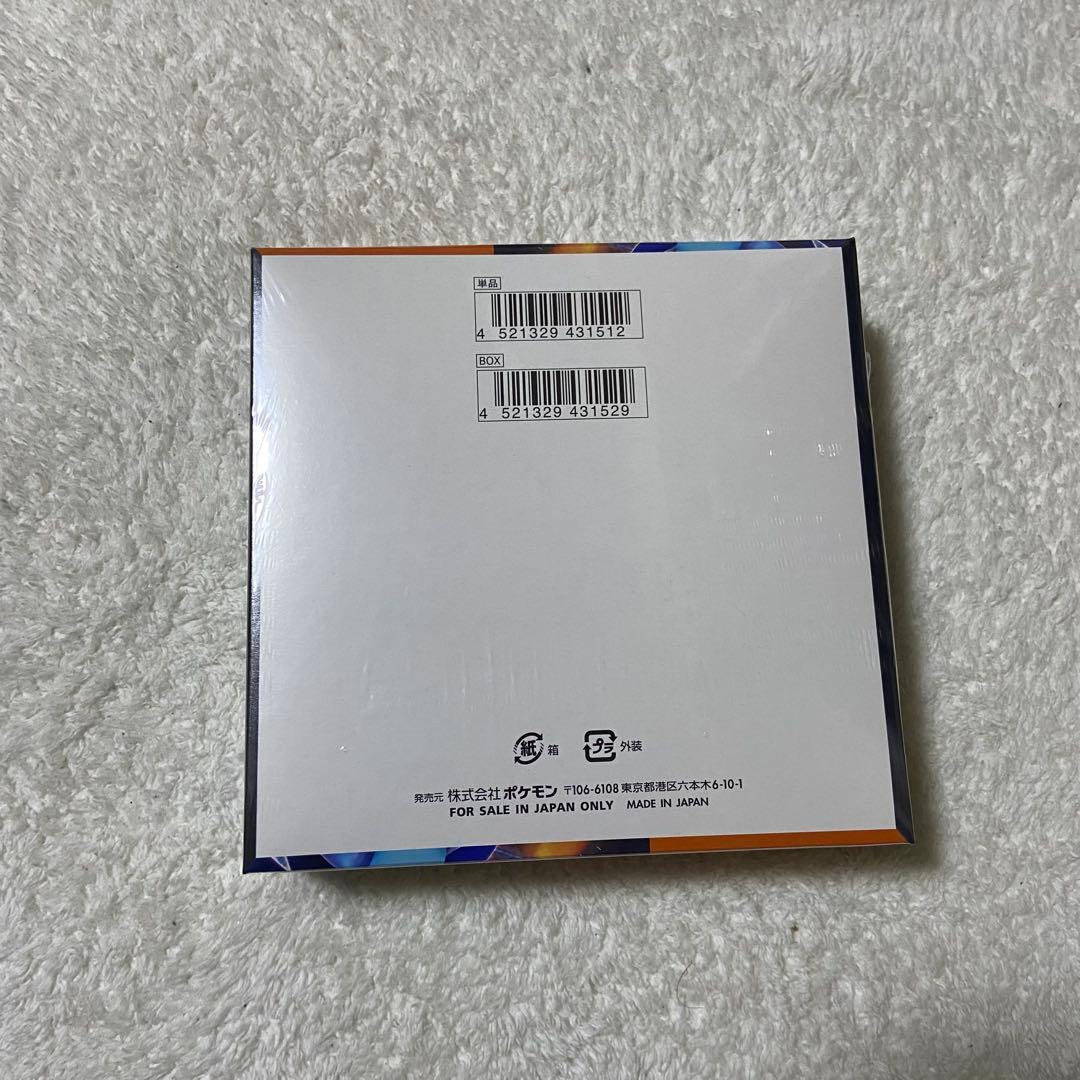 単品
4 521329 431512
BOX
4 521329 431529
紙 箱 プラ 外装
発売元 株式会社 ポケモン 〒106-6108 東京都港区六本木6-10-1
FOR SALE IN JAPAN ONLY MADE IN JAPAN